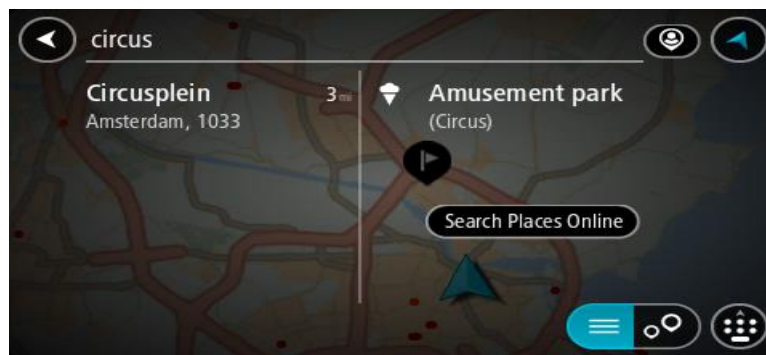 circus
Circusplein
3 mi
Amsterdam, 1033
Amusement park
(Circus)
Search Places Online